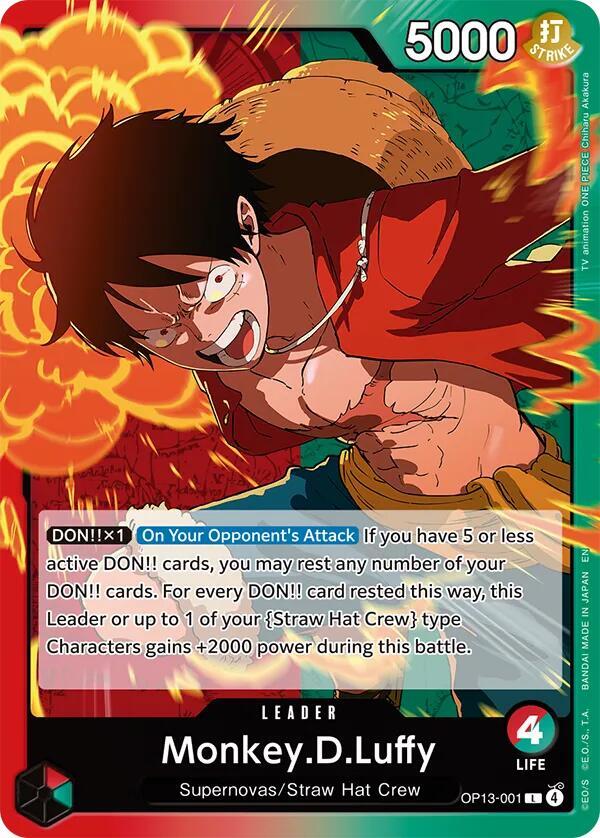 5000
打
STRIKE
TV animation ONE PIECE Chiharu Akakura
DON!!×1 On Your Opponent's Attack If you have 5 or less
active DON!! cards, you may rest any number of your
DON!! cards. For every DON!! card rested this way, this
Leader or up to 1 of your {Straw Hat Crew} type
Characters gains +2000 power during this battle.
LEADER
Monkey.D.Luffy
Supernovas/Straw Hat Crew
4
LIFE
OP13-001 L 4
©EO/S ©E.O./S., T.A. BANDAI MADE IN JAPAN EN